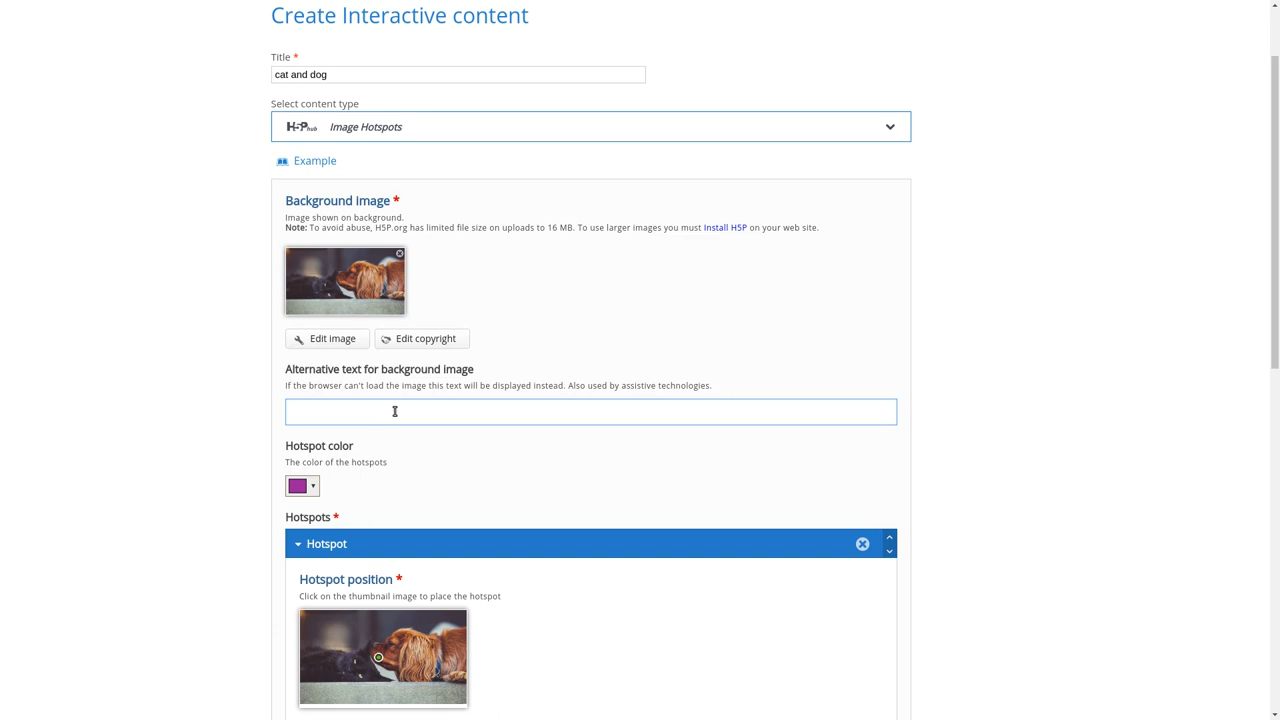 Create Interactive content
Title *
cat and dog
Select content type
H5P hub Image Hotspots
Example
Background image *
Image shown on background.
Note: To avoid abuse, H5P.org has limited file size on uploads to 16 MB. To use larger images you must Install H5P on your web site.
Edit image Edit copyright
Alternative text for background image
If the browser can't load the image this text will be displayed instead. Also used by assistive technologies.
Hotspot color
The color of the hotspots
Hotspots *
Hotspot
Hotspot position *
Click on the thumbnail image to place the hotspot